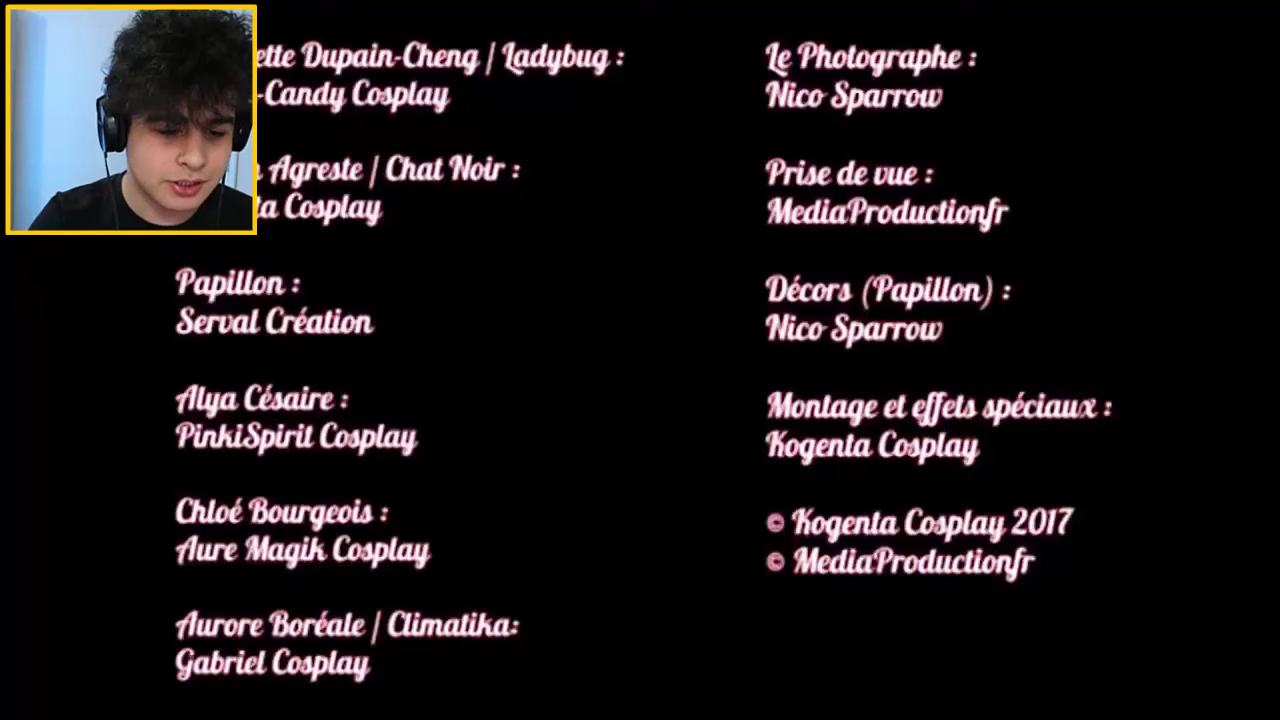 Dupain-Cheng / Ladybug :
-Candy Cosplay
Agreste / Chat Noir :
Cosplay
Papillon :
Serval Création
Alya Césaire :
PinkiSpirit Cosplay
Chloé Bourgeois :
Aure Magik Cosplay
Aurore Boréale / Climatika:
Gabriel Cosplay
Le Photographe :
Nico Sparrow
Prise de vue :
MediaProductionfr
Décors (Papillon) :
Nico Sparrow
Montage et effets spéciaux :
Kogenta Cosplay
© Kogenta Cosplay 2017
© MediaProductionfr